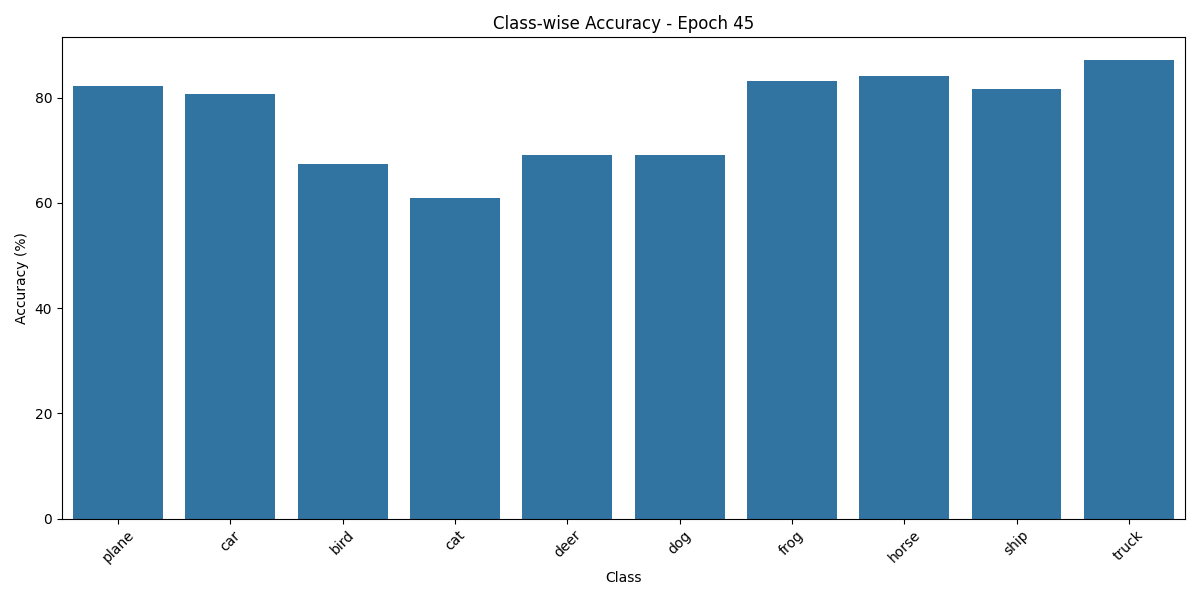 Class-wise Accuracy - Epoch 45
Accuracy (%)
80
60
40
20
0
plane
car
bird
cat
deer
dog
frog
horse
ship
truck
Class